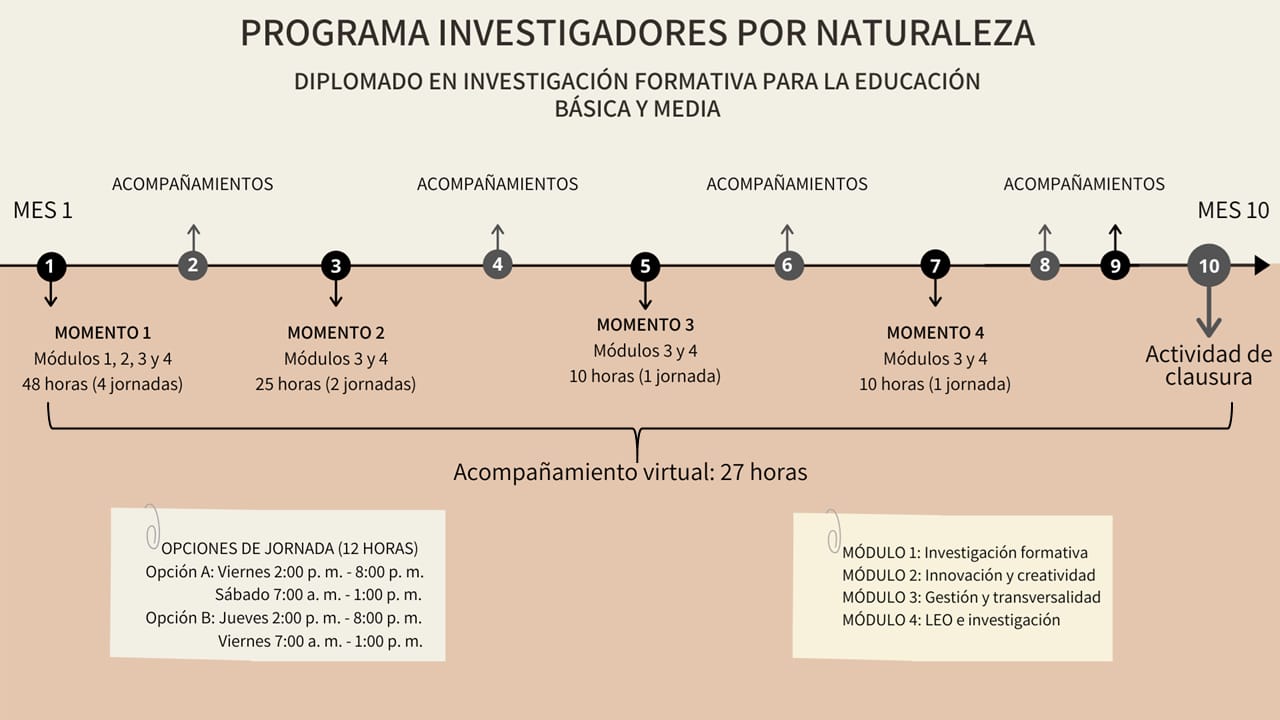 PROGRAMA INVESTIGADORES POR NATURALEZA
DIPLOMADO EN INVESTIGACIÓN FORMATIVA PARA LA EDUCACIÓN
BÁSICA Y MEDIA
ACOMPAÑAMIENTOS
ACOMPAÑAMIENTOS
ACOMPAÑAMIENTOS
ACOMPAÑAMIENTOS
MES 1
MES 10
1
2
3
4
5
6
7
8
9
10
MOMENTO 1
Módulos 1, 2, 3 y 4
48 horas (4 jornadas)
MOMENTO 2
Módulos 3 y 4
25 horas (2 jornadas)
MOMENTO 3
Módulos 3 y 4
10 horas (1 jornada)
MOMENTO 4
Módulos 3 y 4
10 horas (1 jornada)
Actividad de
clausura
Acompañamiento virtual: 27 horas
OPCIONES DE JORNADA (12 HORAS)
Opción A: Viernes 2:00 p. m. - 8:00 p. m.
Sábado 7:00 a. m. - 1:00 p. m.
Opción B: Jueves 2:00 p. m. - 8:00 p. m.
Viernes 7:00 a. m. - 1:00 p. m.
MÓDULO 1: Investigación formativa
MÓDULO 2: Innovación y creatividad
MÓDULO 3: Gestión y transversalidad
MÓDULO 4: LEO e investigación